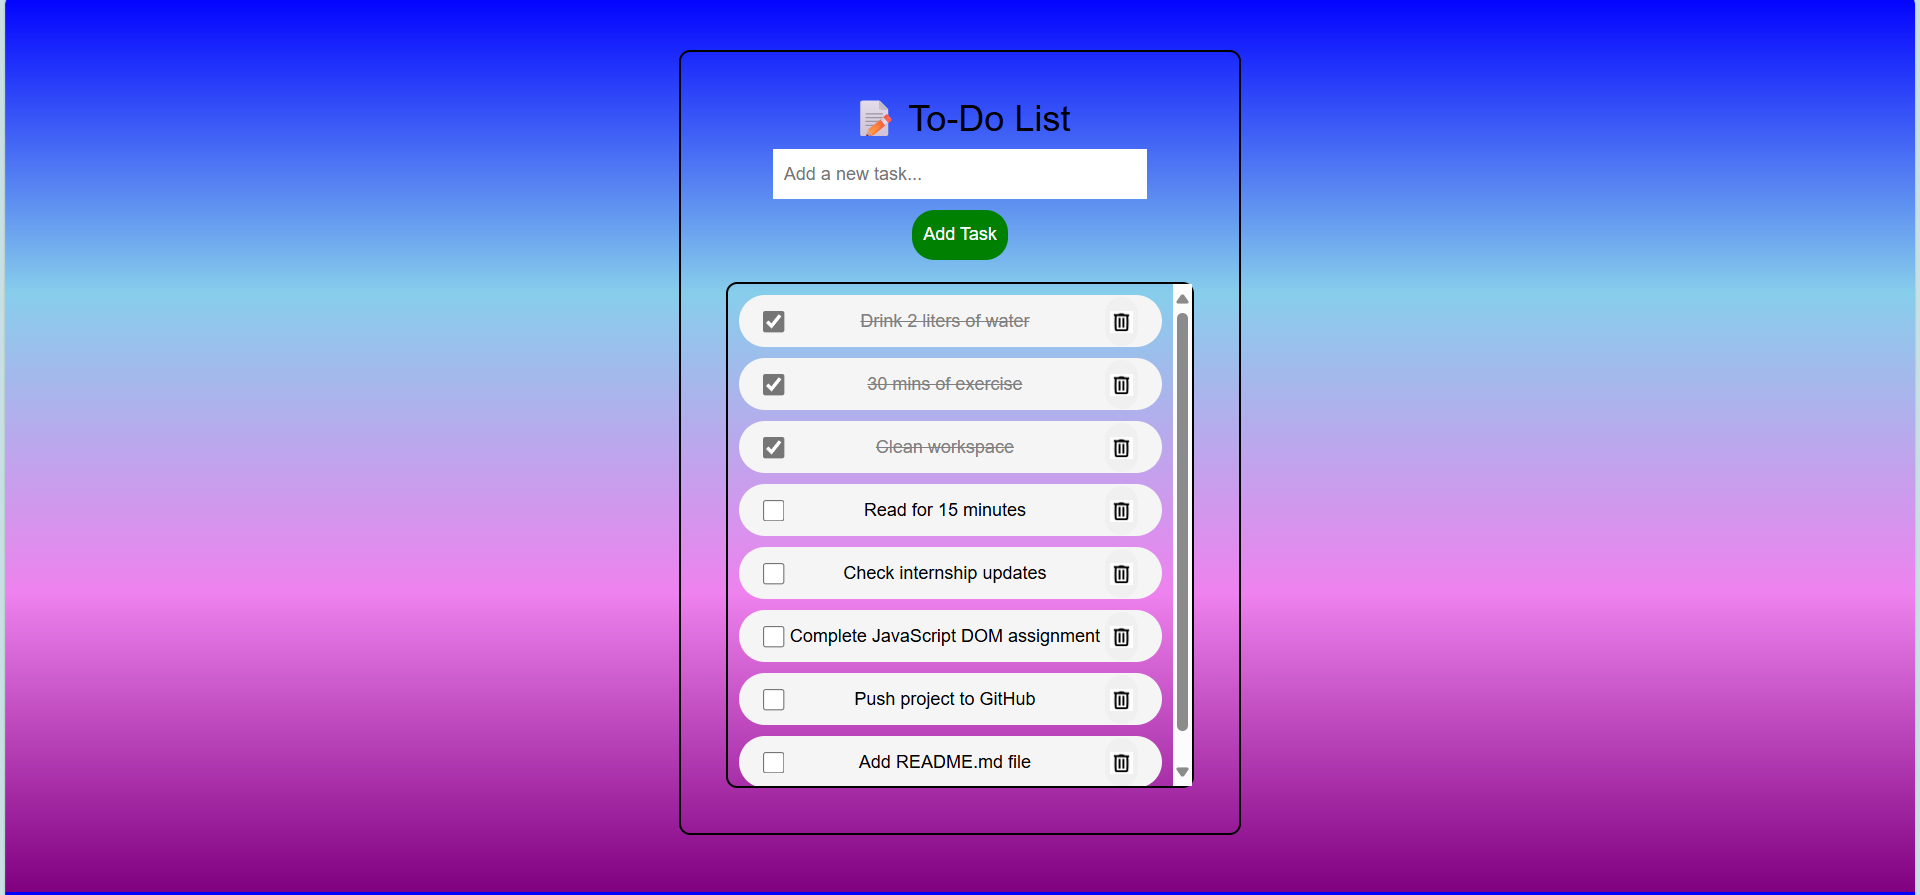 To-Do List
Add a new task...
Add Task
Drink 2 liters of water
30 mins of exercise
Clean workspace
Read for 15 minutes
Check internship updates
Complete JavaScript DOM assignment
Push project to GitHub
Add README.md file